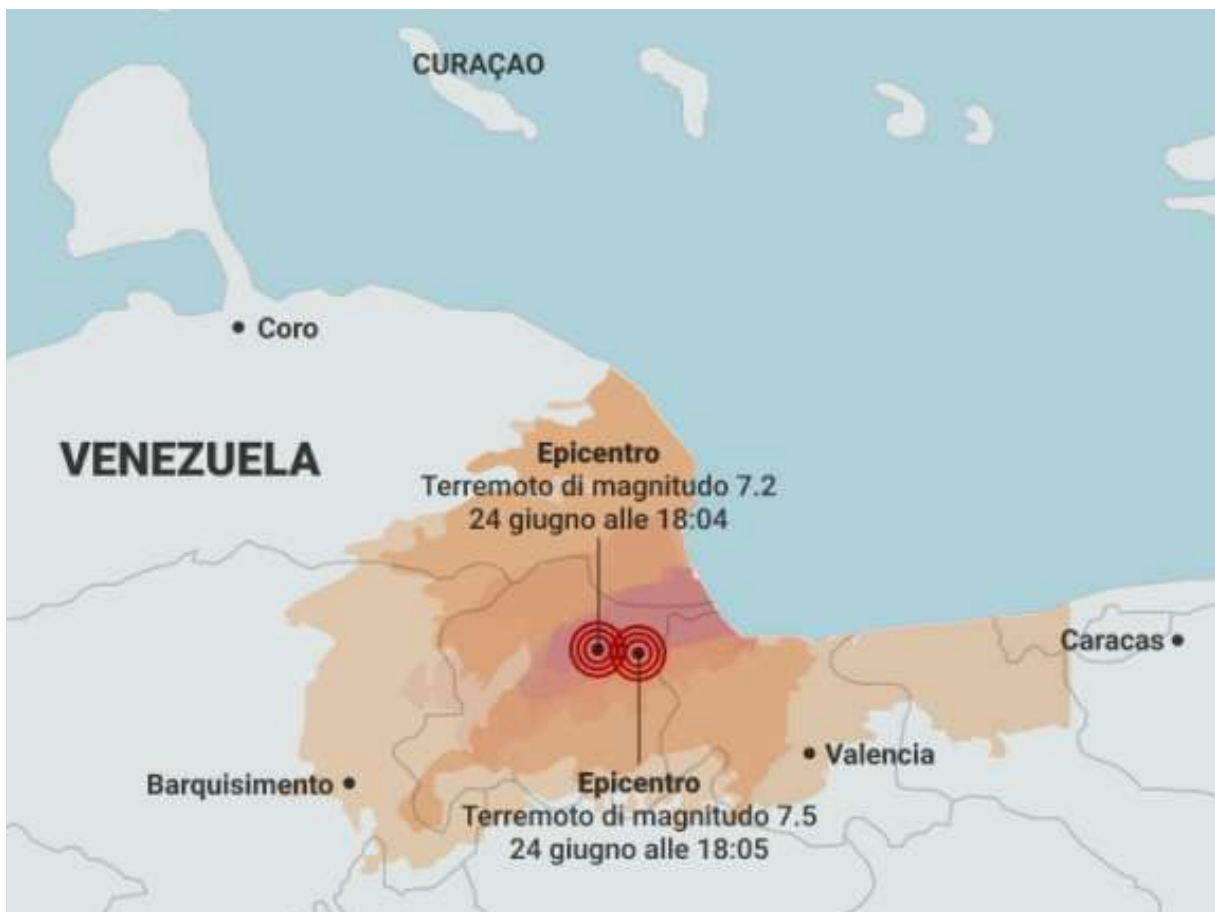 CURAÇAO
Coro
VENEZUELA
Epicentro
Terremoto di magnitudo 7.2
24 giugno alle 18:04
Caracas
Valencia
Barquisimento
Epicentro
Terremoto di magnitudo 7.5
24 giugno alle 18:05